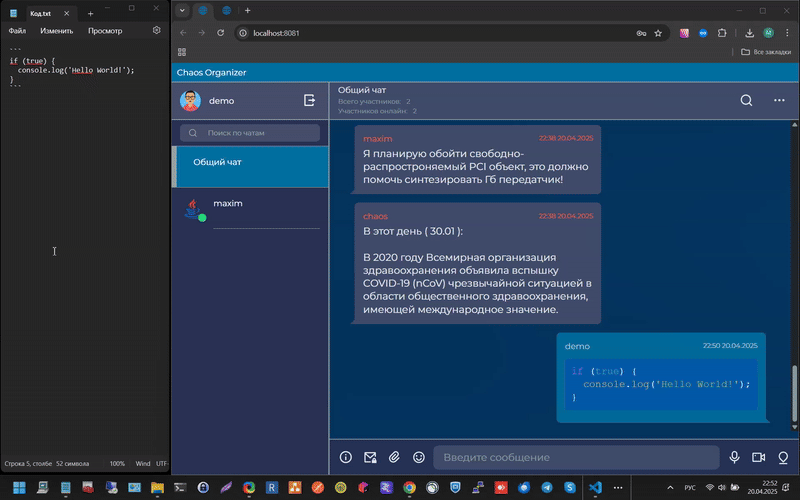 Код.txt
Файл Изменить Просмотр
```
if (true) {
console.log('Hello World!');
}
```
Строка 5, столбе 52 символа 100% Wind UTF-
localhost:8081
Все закладки
Chaos Organizer
demo
Поиск по чатам
Общий чат
maxim
Общий чат
Всего участников: 2
Участников онлайн: 2
maxim 22:38 20.04.2025
Я планирую обойти свободно-
распростроняемый PCI объект, это должно
помочь синтезировать Гб передатчик!
chaos 22:38 20.04.2025
В этот день ( 30.01 ):
В 2020 году Всемирная организация
здравоохранения объявила вспышку
COVID-19 (nCoV) чрезвычайной ситуацией в
области общественного здравоохранения,
имеющей международное значение.
demo 22:50 20.04.2025
if (true) {
console.log('Hello World!');
}
Введите сообщение
РУС
22:52
20.04.2025